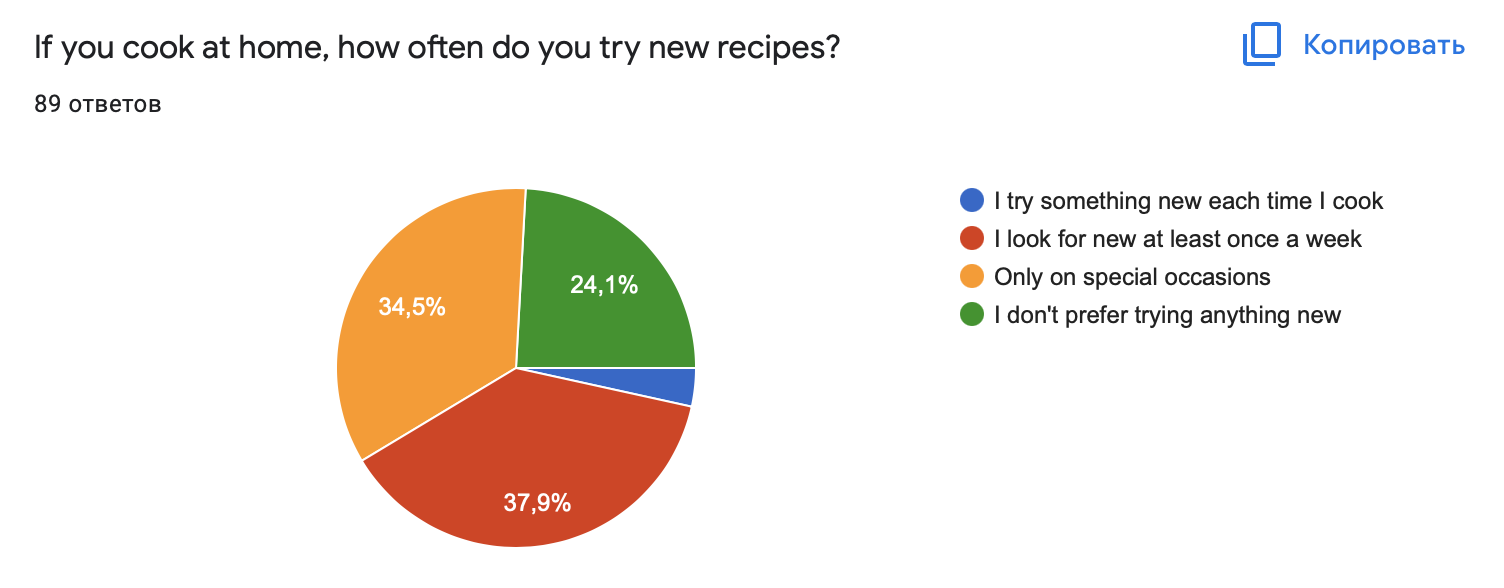 If you cook at home, how often do you try new recipes?
Копировать
89 ответов
I try something new each time I cook
I look for new at least once a week
Only on special occasions
I don't prefer trying anything new
24,1%
34,5%
37,9%